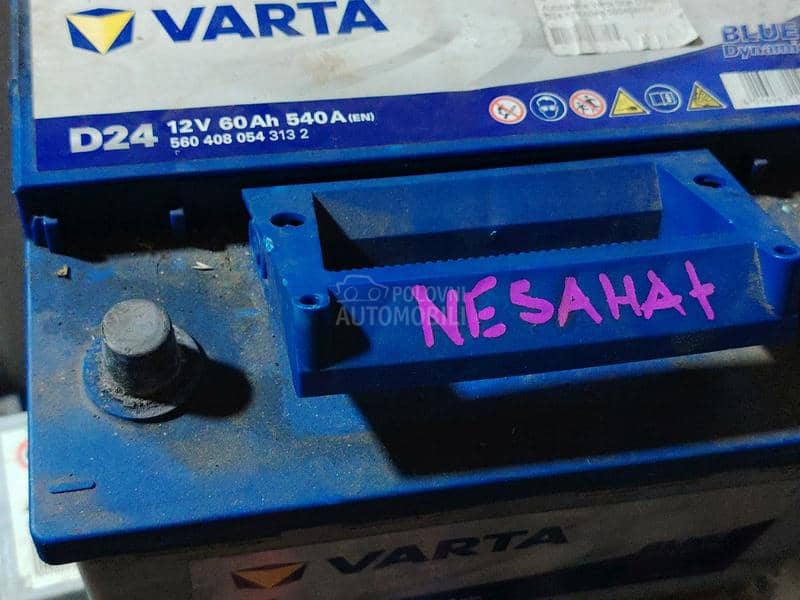 VARTA
BLUE
Dynamic
D24 12V 60Ah 540A (EN)
560 408 054 313 2
POLOVNI
AUTOMOBILI
NESAHAT
VARTA